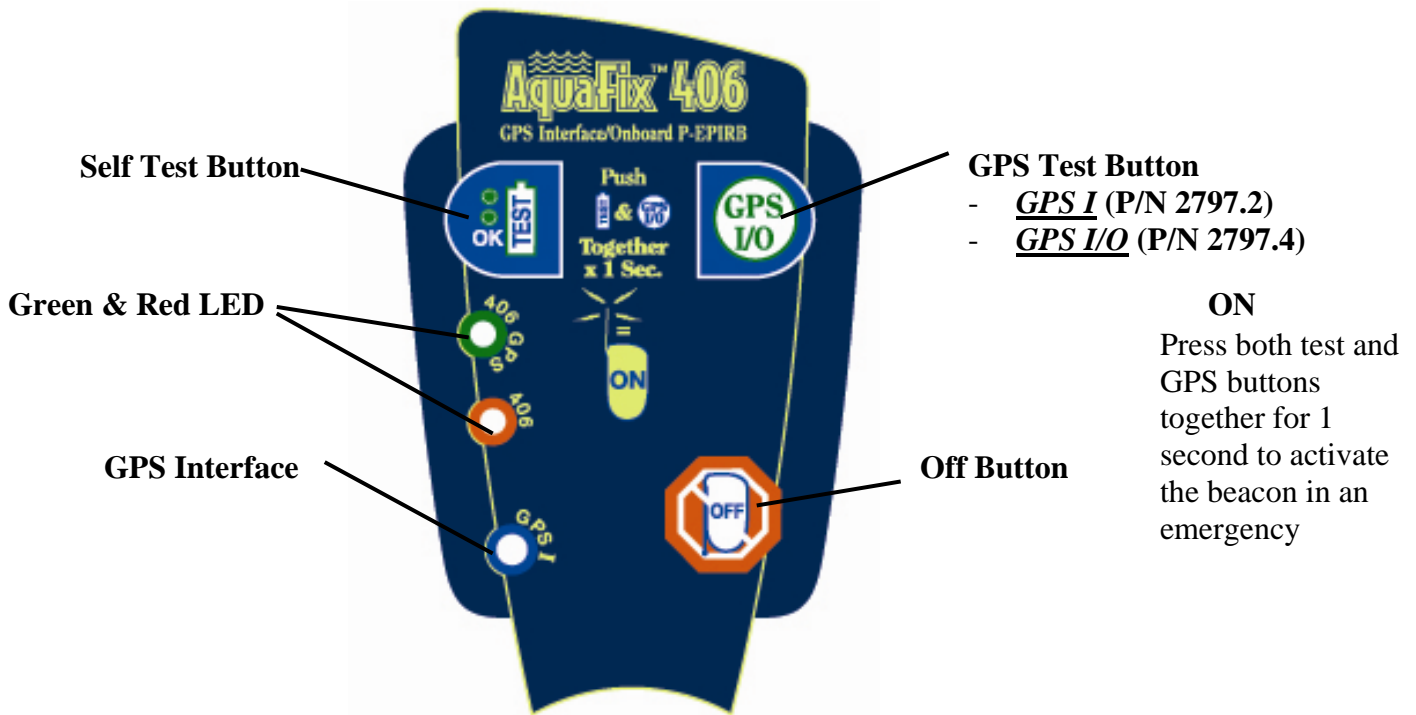 AquaFix™ 406
GPS Interface/Onboard P-EPIRB
Self Test Button
OK
TEST
Push
TEST & GPS I/O
Together
x 1 Sec.
=
ON
GPS
I/O
GPS Test Button
- GPS I (P/N 2797.2)
- GPS I/O (P/N 2797.4)
ON
Press both test and
GPS buttons
together for 1
second to activate
the beacon in an
emergency
Green & Red LED
406 GPS
406
GPS Interface
GPS I
OFF
Off Button